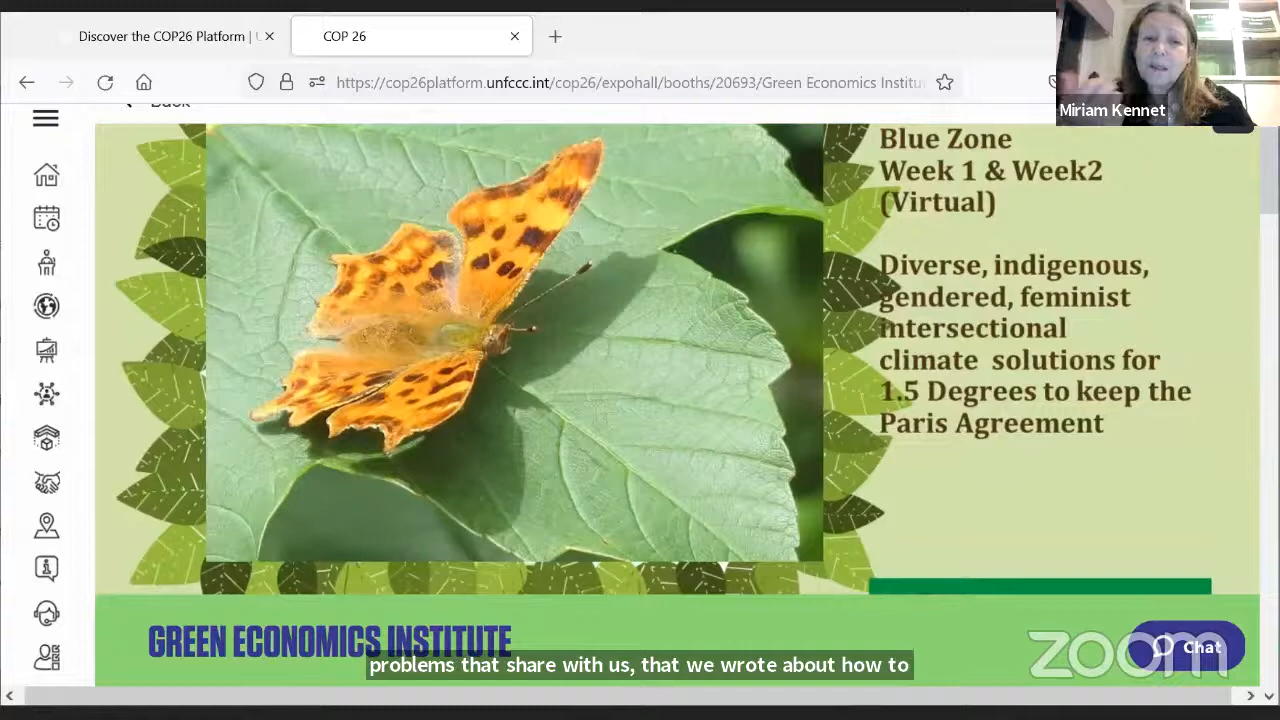 Discover the COP26 Platform |
COP 26
https://cop26platform.unfccc.int/cop26/expohall/booths/20693/Green Economics Institu
Miriam Kennet
Back
Blue Zone
Week 1 & Week2
(Virtual)
Diverse, indigenous,
gendered, feminist
intersectional
climate solutions for
1.5 Degrees to keep the
Paris Agreement
GREEN ECONOMICS INSTITUTE
problems that share with us, that we wrote about how to
zoom
Chat